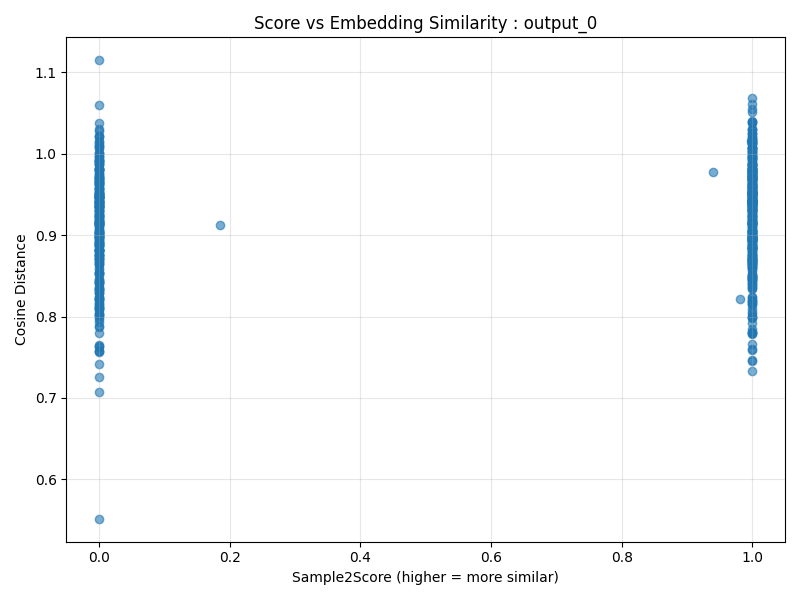 Score vs Embedding Similarity : output_0
1.1
1.0
0.9
0.8
0.7
0.6
Cosine Distance
0.0 0.2 0.4 0.6 0.8 1.0
Sample2Score (higher = more similar)